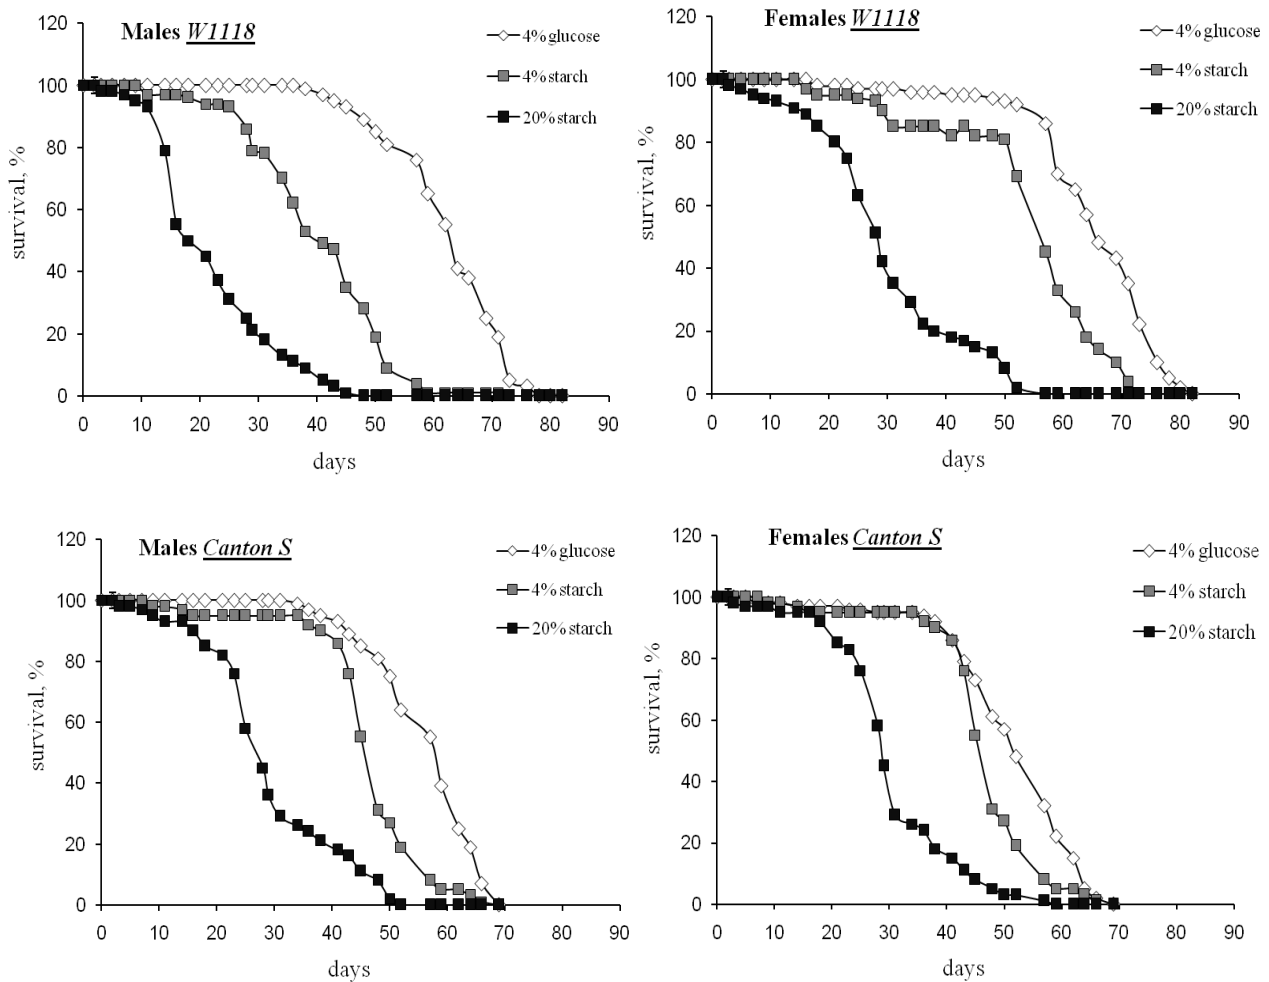 Males W1118
4% glucose
4% starch
20% starch
survival, %
120
100
80
60
40
20
0
0 10 20 30 40 50 60 70 80 90
days
Females W1118
4% glucose
4% starch
20% starch
survival, %
120
100
80
60
40
20
0
0 10 20 30 40 50 60 70 80 90
days
Males Canton S
4% glucose
4% starch
20% starch
survival, %
120
100
80
60
40
20
0
0 10 20 30 40 50 60 70 80 90
days
Females Canton S
4% glucose
4% starch
20% starch
survival, %
120
100
80
60
40
20
0
0 10 20 30 40 50 60 70 80 90
days